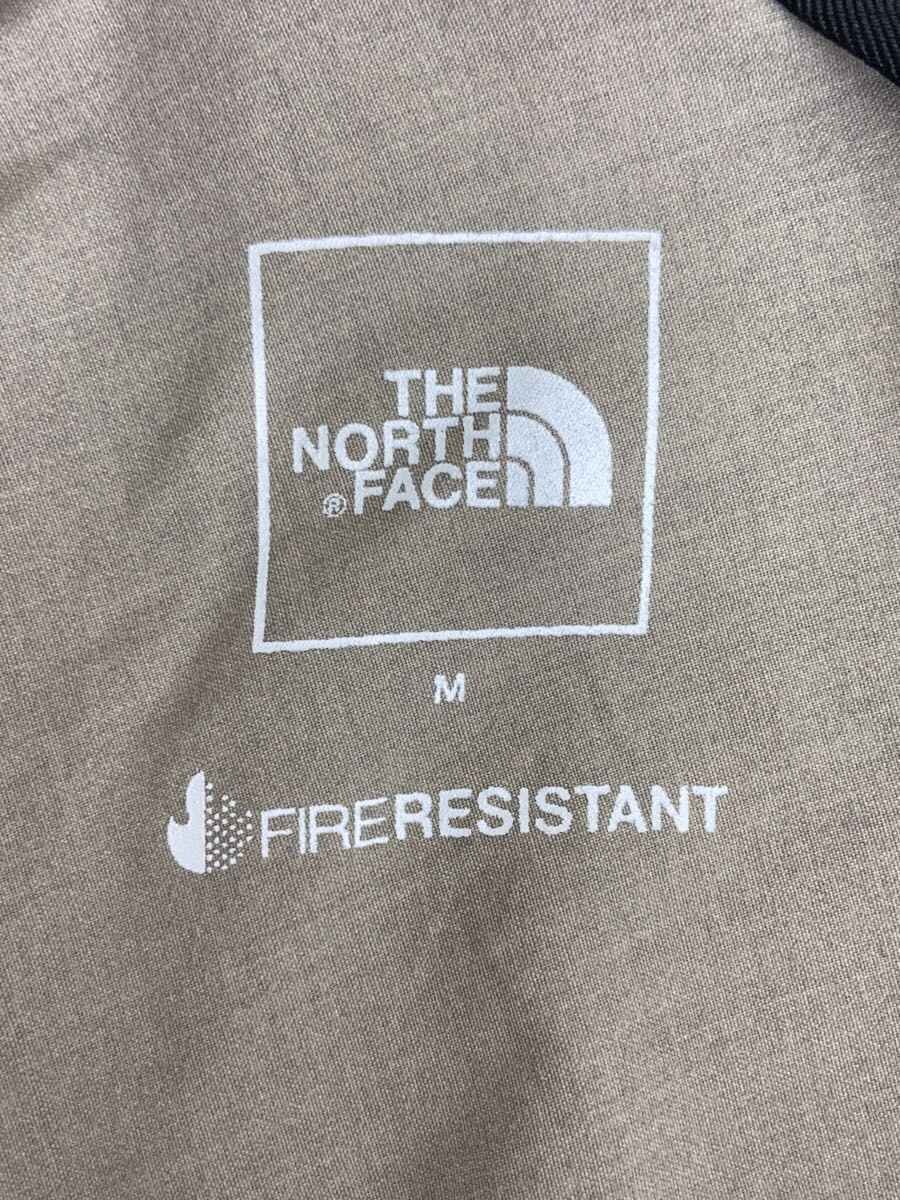 THE
NORTH
® FACE
M
FIRERESISTANT